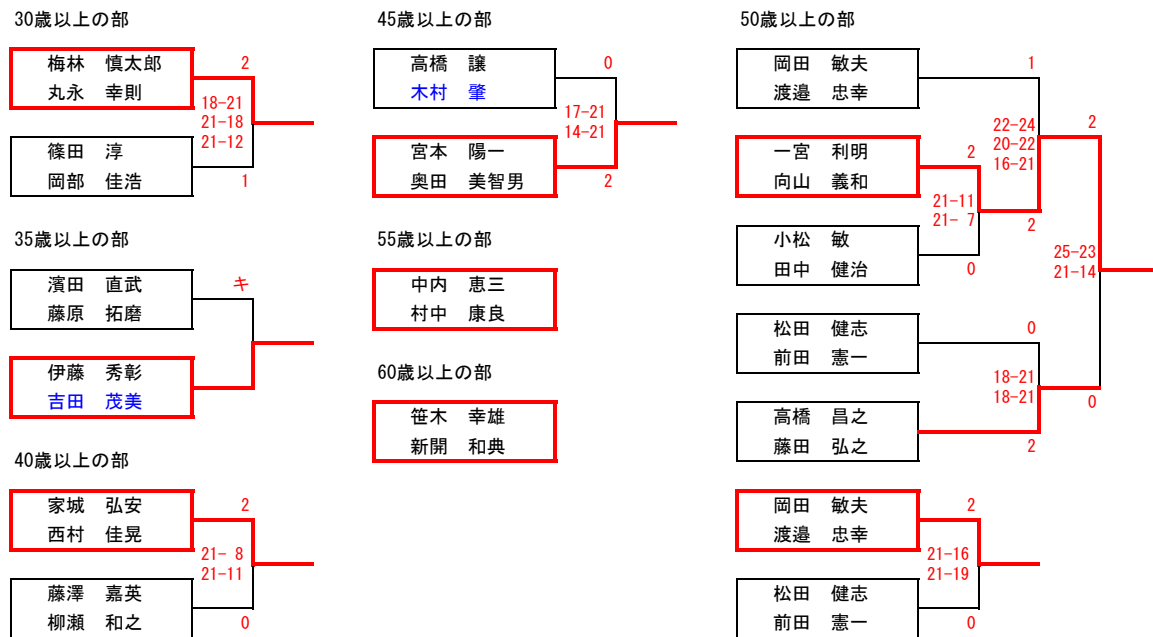 30歳以上の部
梅林　慎太郎
丸永　幸則
2
18-21
21-18
21-12
篠田　淳
岡部　佳浩
1
35歳以上の部
濱田　直武
藤原　拓磨
キ
伊藤　秀彰
吉田　茂美
40歳以上の部
家城　弘安
西村　佳晃
2
21- 8
21-11
藤澤　嘉英
柳瀬　和之
0
45歳以上の部
高橋　譲
木村　肇
0
17-21
14-21
宮本　陽一
奥田　美智男
2
55歳以上の部
中内　恵三
村中　康良
60歳以上の部
笹木　幸雄
新開　和典
50歳以上の部
岡田　敏夫
渡邉　忠幸
1
22-24
20-22
16-21
2
一宮　利明
向山　義和
2
21-11
21- 7
2
小松　敏
田中　健治
0
25-23
21-14
松田　健志
前田　憲一
0
18-21
18-21
0
高橋　昌之
藤田　弘之
2
岡田　敏夫
渡邉　忠幸
2
21-16
21-19
松田　健志
前田　憲一
0